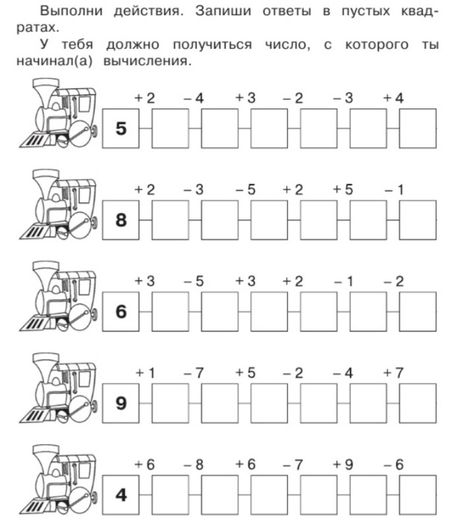 Выполни действия. Запиши ответы в пустых квад-
ратах.
У тебя должно получиться число, с которого ты
начинал(а) вычисления.
+ 2 − 4 + 3 − 2 − 3 + 4
5
+ 2 − 3 − 5 + 2 + 5 − 1
8
+ 3 − 5 + 3 + 2 − 1 − 2
6
+ 1 − 7 + 5 − 2 − 4 + 7
9
+ 6 − 8 + 6 − 7 + 9 − 6
4